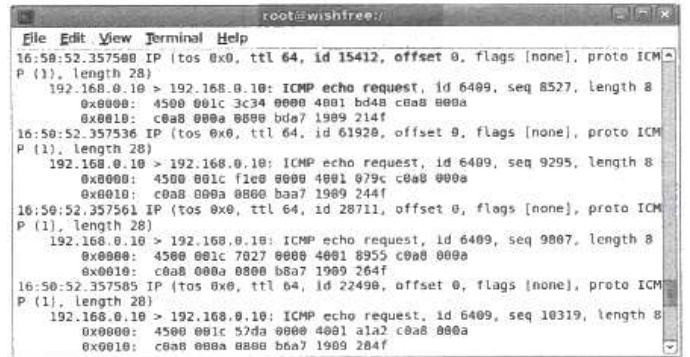 root@wishfree:/
File Edit View Terminal Help
16:50:52.357508 IP (tos 0x0, ttl 64, id 15412, offset 0, flags [none], proto ICM
P (1), length 28)
192.168.0.10 > 192.168.0.10: ICMP echo request, id 6409, seq 8527, length 8
0x0000: 4500 001c 3c34 0000 4001 bd48 c0a8 000a
0x0010: c0a8 000a 0800 bda7 1909 214f
16:50:52.357536 IP (tos 0x0, ttl 64, id 61920, offset 0, flags [none], proto ICM
P (1), length 28)
192.168.0.10 > 192.168.0.10: ICMP echo request, id 6409, seq 9295, length 8
0x0000: 4500 001c f1e0 0000 4001 079c c0a8 000a
0x0010: c0a8 000a 0800 baa7 1909 244f
16:50:52.357561 IP (tos 0x0, ttl 64, id 28711, offset 0, flags [none], proto ICM
P (1), length 28)
192.168.0.10 > 192.168.0.10: ICMP echo request, id 6409, seq 9807, length 8
0x0000: 4500 001c 7027 0000 4001 8955 c0a8 000a
0x0010: c0a8 000a 0800 b8a7 1909 264f
16:50:52.357585 IP (tos 0x0, ttl 64, id 22490, offset 0, flags [none], proto ICM
P (1), length 28)
192.168.0.10 > 192.168.0.10: ICMP echo request, id 6409, seq 10319, length 8
0x0000: 4500 001c 57da 0000 4001 a1a2 c0a8 000a
0x0010: c0a8 000a 0800 b6a7 1909 284f